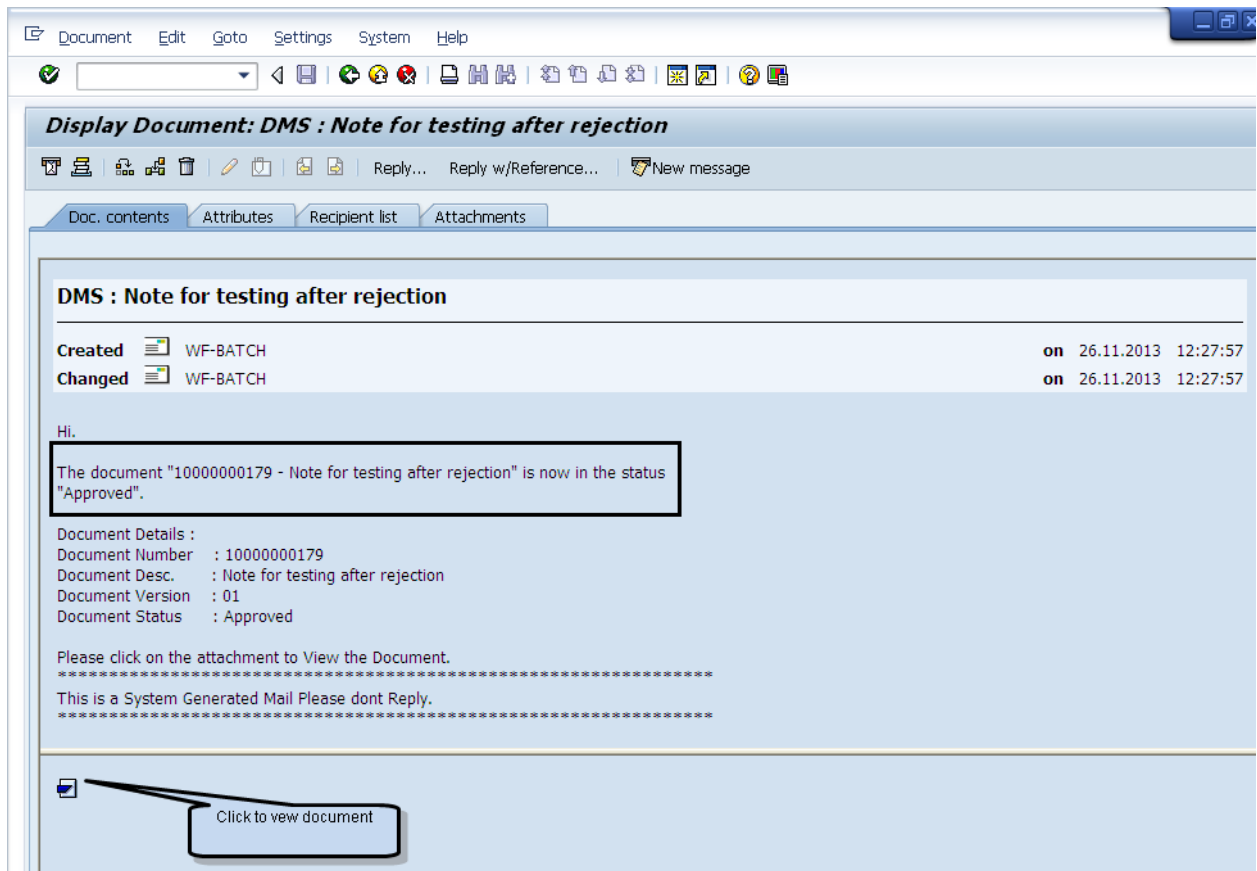 Document Edit Goto Settings System Help
Display Document: DMS : Note for testing after rejection
Reply... Reply w/Reference... New message
Doc. contents Attributes Recipient list Attachments
DMS : Note for testing after rejection
Created WF-BATCH on 26.11.2013 12:27:57
Changed WF-BATCH on 26.11.2013 12:27:57
Hi.
The document "10000000179 - Note for testing after rejection" is now in the status
"Approved".
Document Details :
Document Number : 10000000179
Document Desc. : Note for testing after rejection
Document Version : 01
Document Status : Approved
Please click on the attachment to View the Document.
****************************************************************
This is a System Generated Mail Please dont Reply.
****************************************************************
Click to vew document